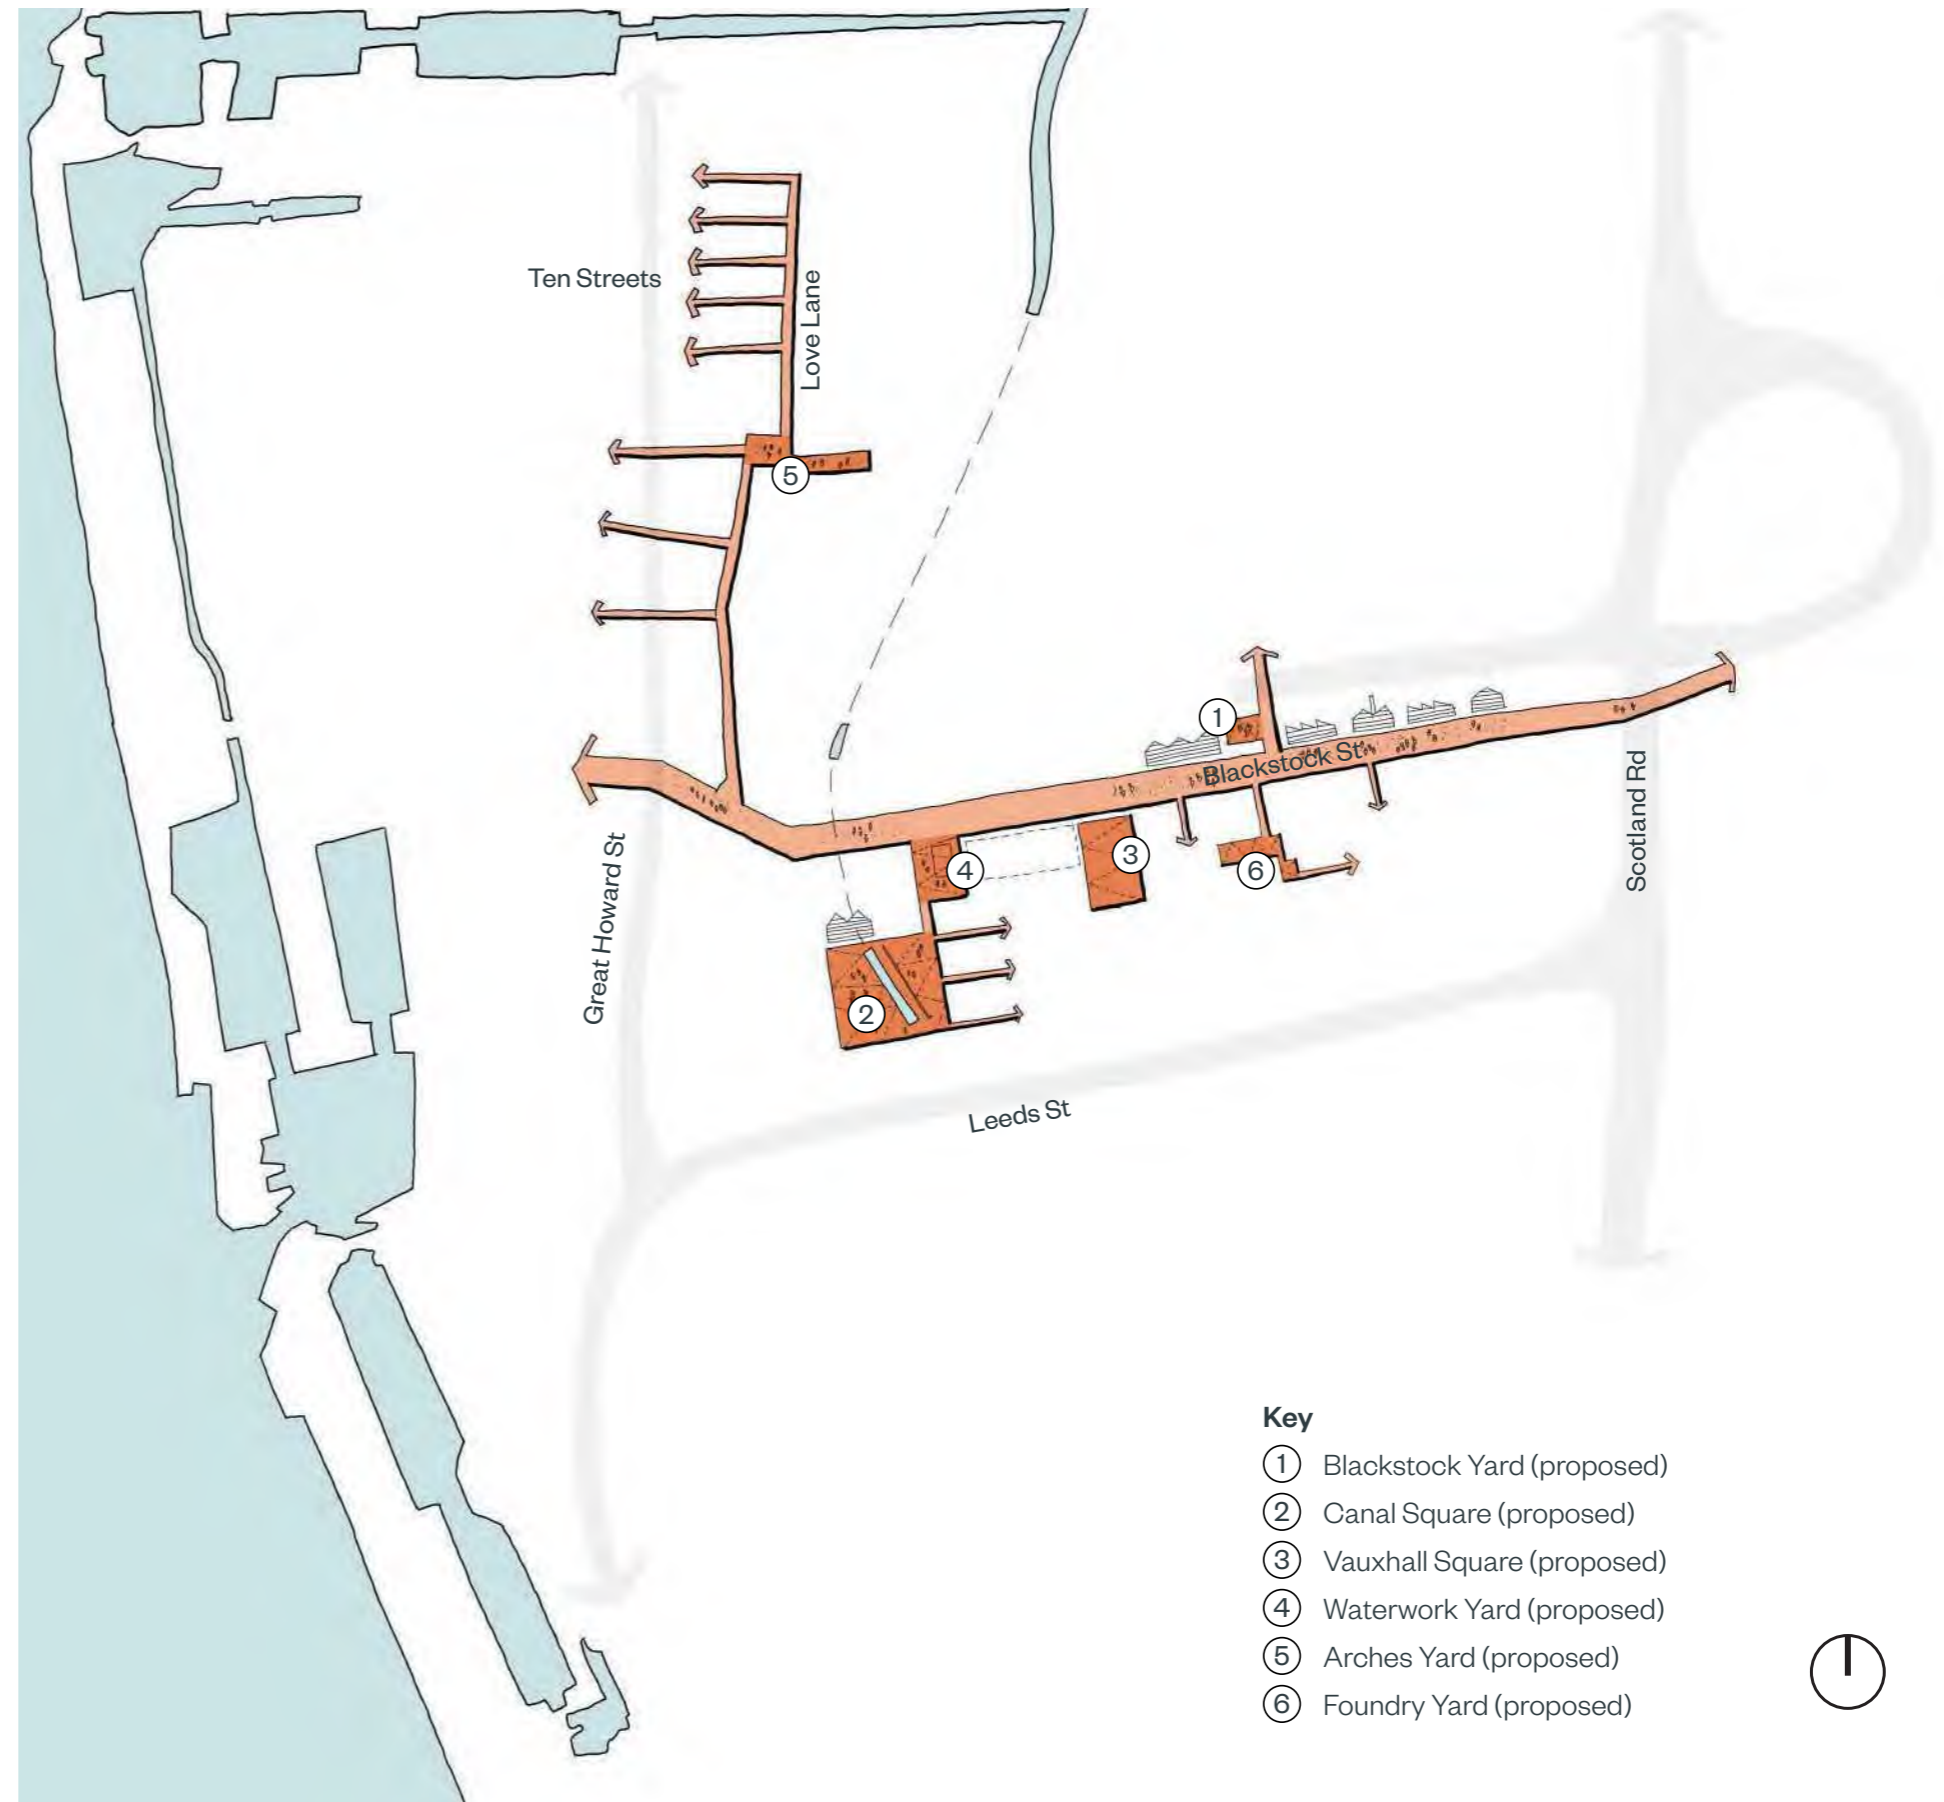 Ten Streets
Love Lane
5
1
Blackstock St
Scotland Rd
3
4
6
Great Howard St
2
Leeds St
Key
1 Blackstock Yard (proposed)
2 Canal Square (proposed)
3 Vauxhall Square (proposed)
4 Waterwork Yard (proposed)
5 Arches Yard (proposed)
6 Foundry Yard (proposed)